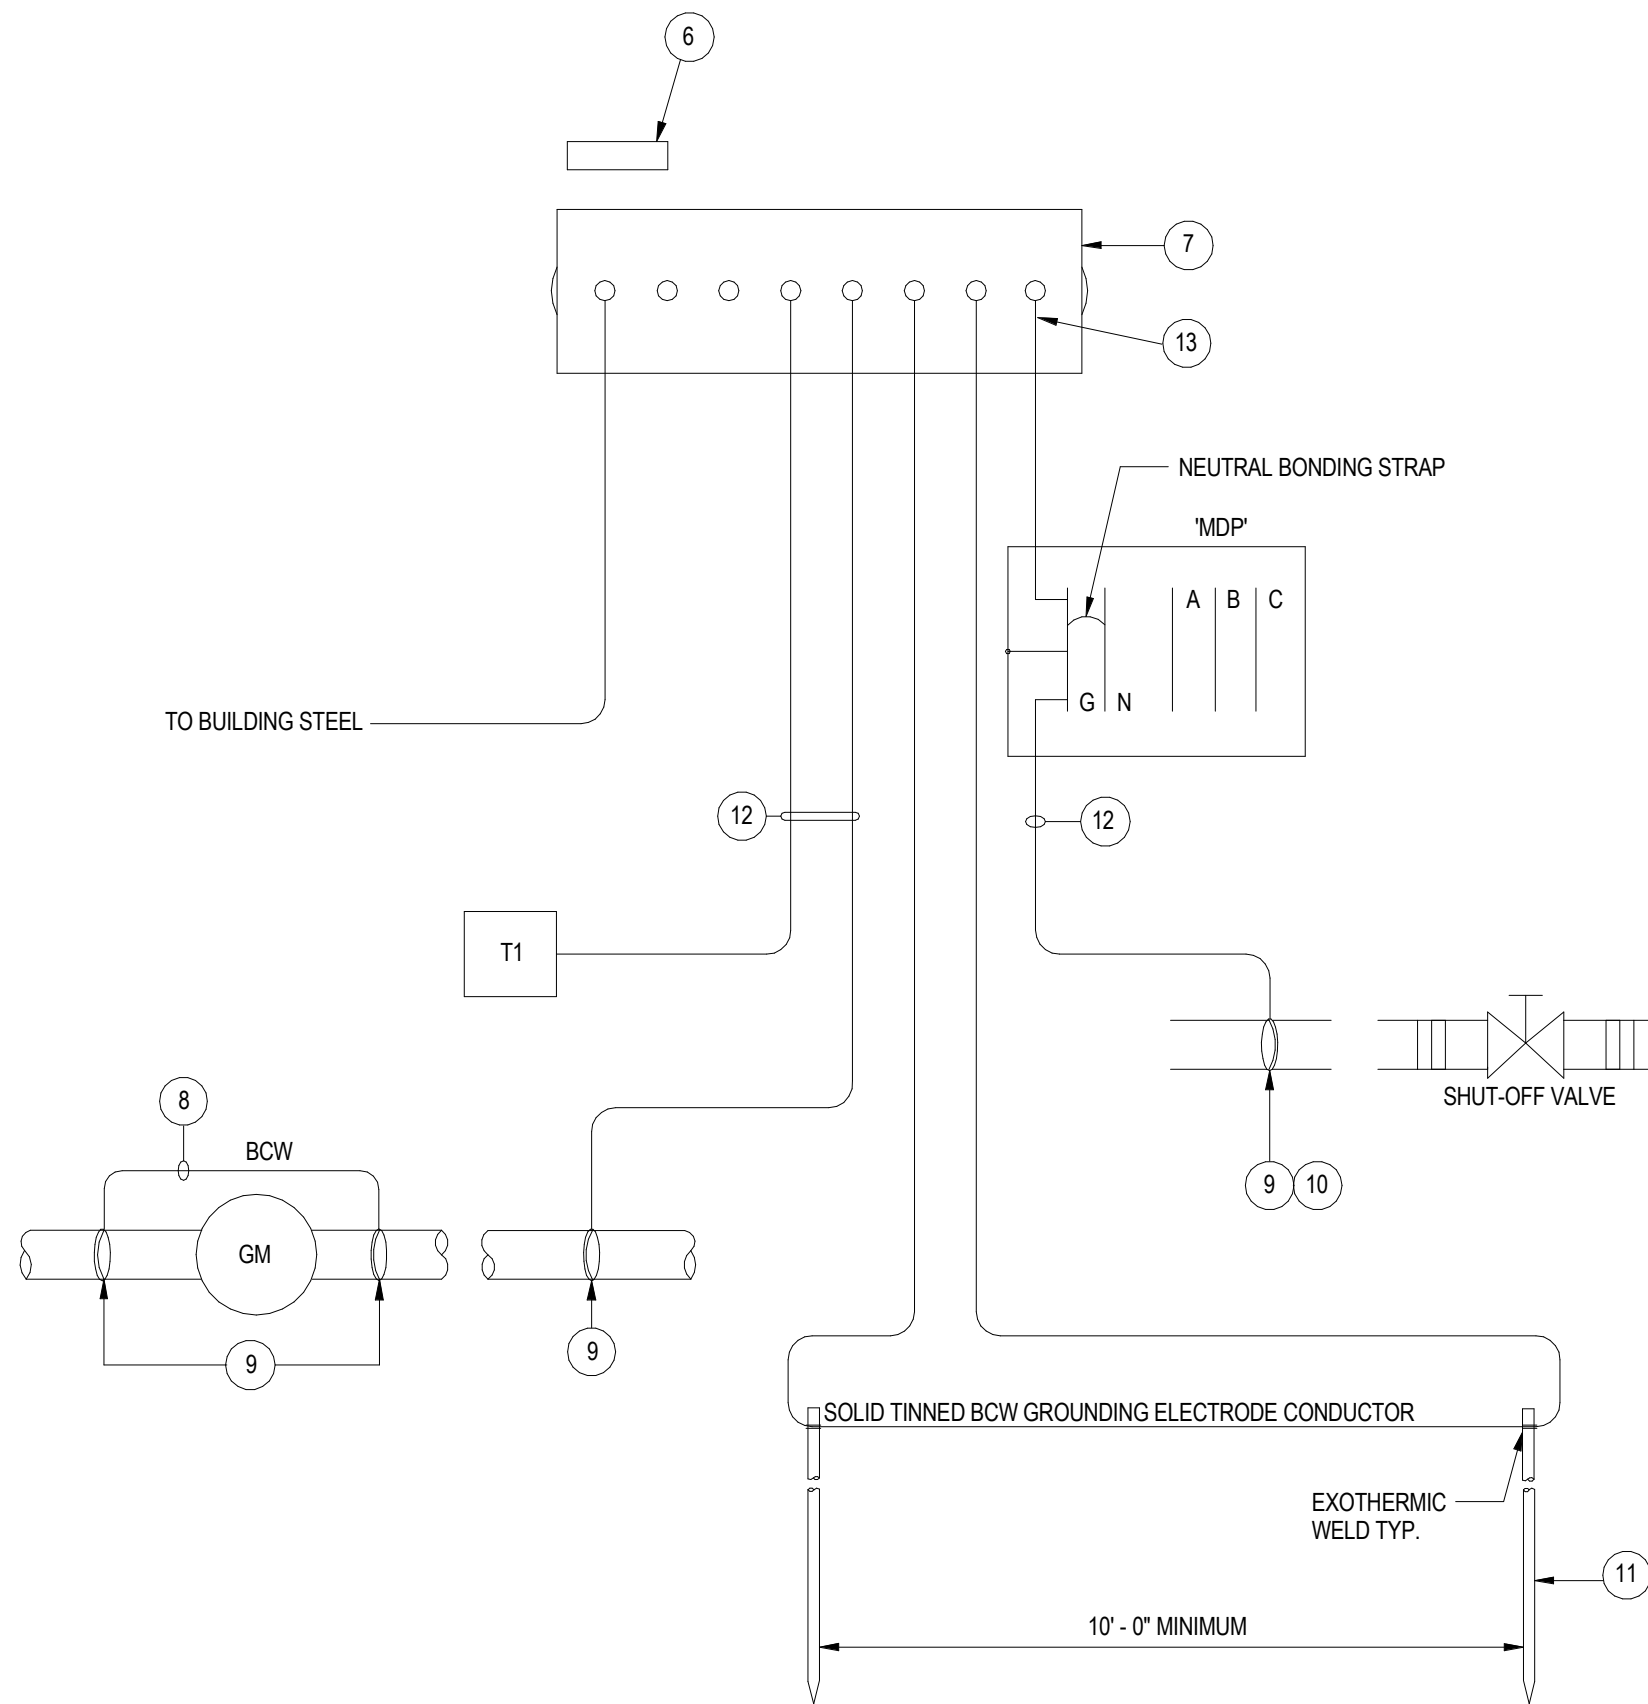 6
7
13
NEUTRAL BONDING STRAP
'MDP'
A B C
G N
TO BUILDING STEEL
12
12
T1
SHUT-OFF VALVE
8
BCW
9 10
GM
9
9
SOLID TINNED BCW GROUNDING ELECTRODE CONDUCTOR
EXOTHERMIC
WELD TYP.
11
10' - 0" MINIMUM